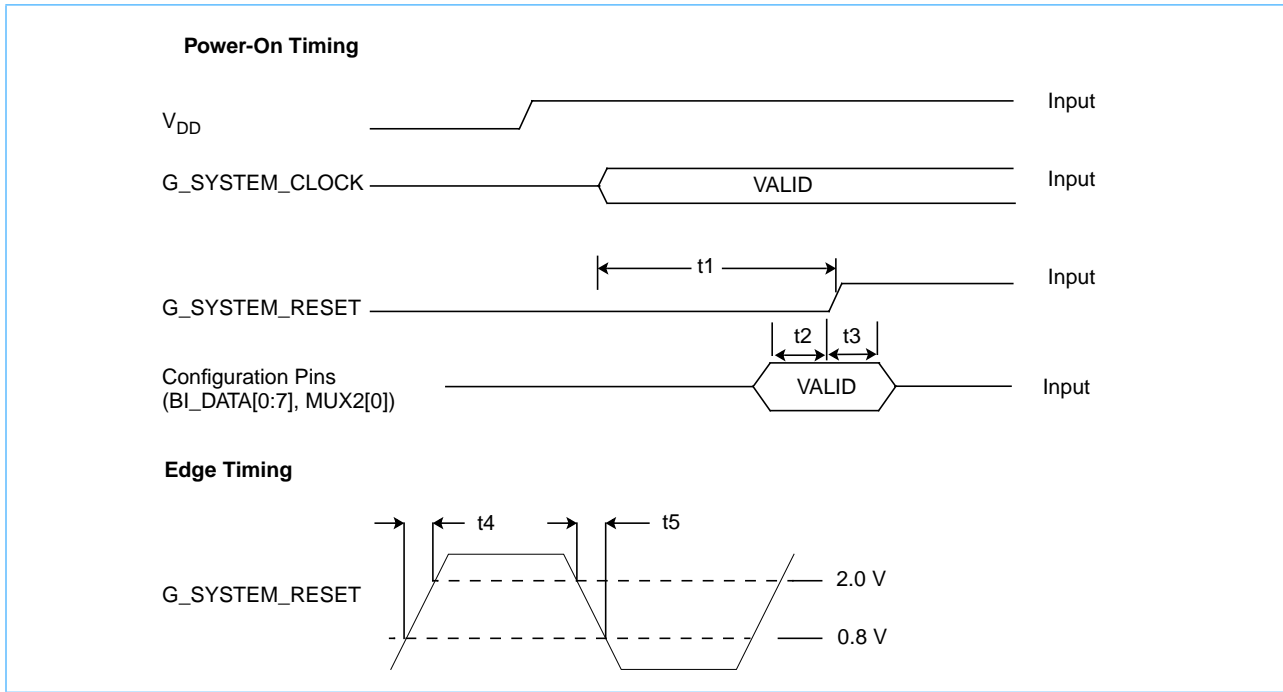 Power-On Timing
VDD
Input
G_SYSTEM_CLOCK
VALID
Input
t1
Input
G_SYSTEM_RESET
t2
t3
Configuration Pins
(BI_DATA[0:7], MUX2[0])
VALID
Input
Edge Timing
t4
t5
G_SYSTEM_RESET
2.0 V
0.8 V